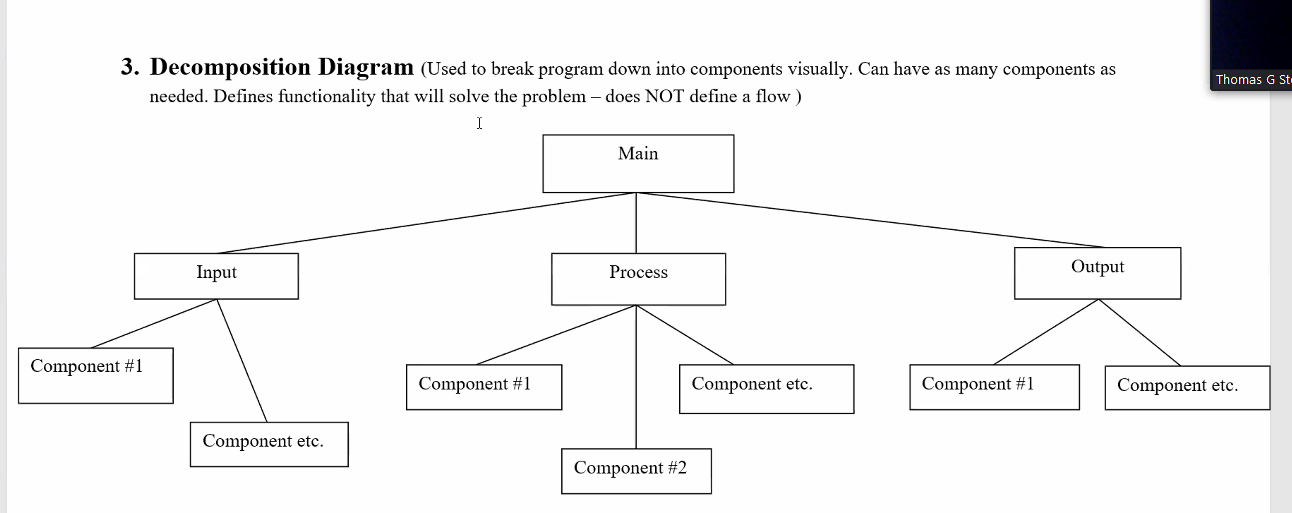 3. Decomposition Diagram (Used to break program down into components visually. Can have as many components as
needed. Defines functionality that will solve the problem – does NOT define a flow )
Thomas G
Main
Input
Process
Output
Component #1
Component etc.
Component #1
Component #2
Component etc.
Component #1
Component etc.